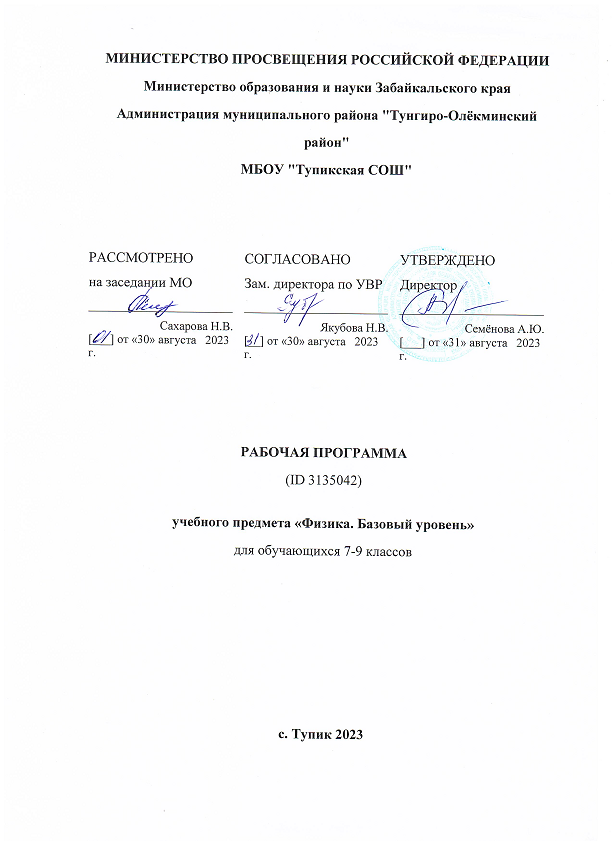 МИНИСТЕРСТВО ПРОСВЕЩЕНИЯ РОССИЙСКОЙ ФЕДЕРАЦИИ
Министерство образования и науки Забайкальского края
Администрация муниципального района "Тунгиро-Олёкминский
район"
МБОУ "Тупикская СОШ"
РАССМОТРЕНО
на заседании МО
Сахарова Н.В.
[01] от «30» августа 2023
г.
СОГЛАСОВАНО
Зам. директора по УВР
Якубова Н.В.
[31] от «30» августа 2023
г.
УТВЕРЖДЕНО
Директор
Семёнова А.Ю.
[___] от «31» августа 2023
г.
РАБОЧАЯ ПРОГРАММА
(ID 3135042)
учебного предмета «Физика. Базовый уровень»
для обучающихся 7-9 классов
с. Тупик 2023